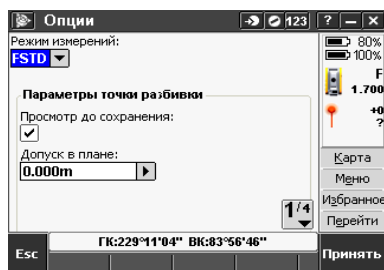 Опции
123
? – ×
Режим измерений:
FSTD
80%
100%
F
1.700
+0
?
Параметры точки разбивки
Просмотр до сохранения:
Допуск в плане:
0.000m
1/4
Карта
Меню
Избранное
Перейти
ГК:229°11'04" ВК:83°56'46"
Esc
Принять